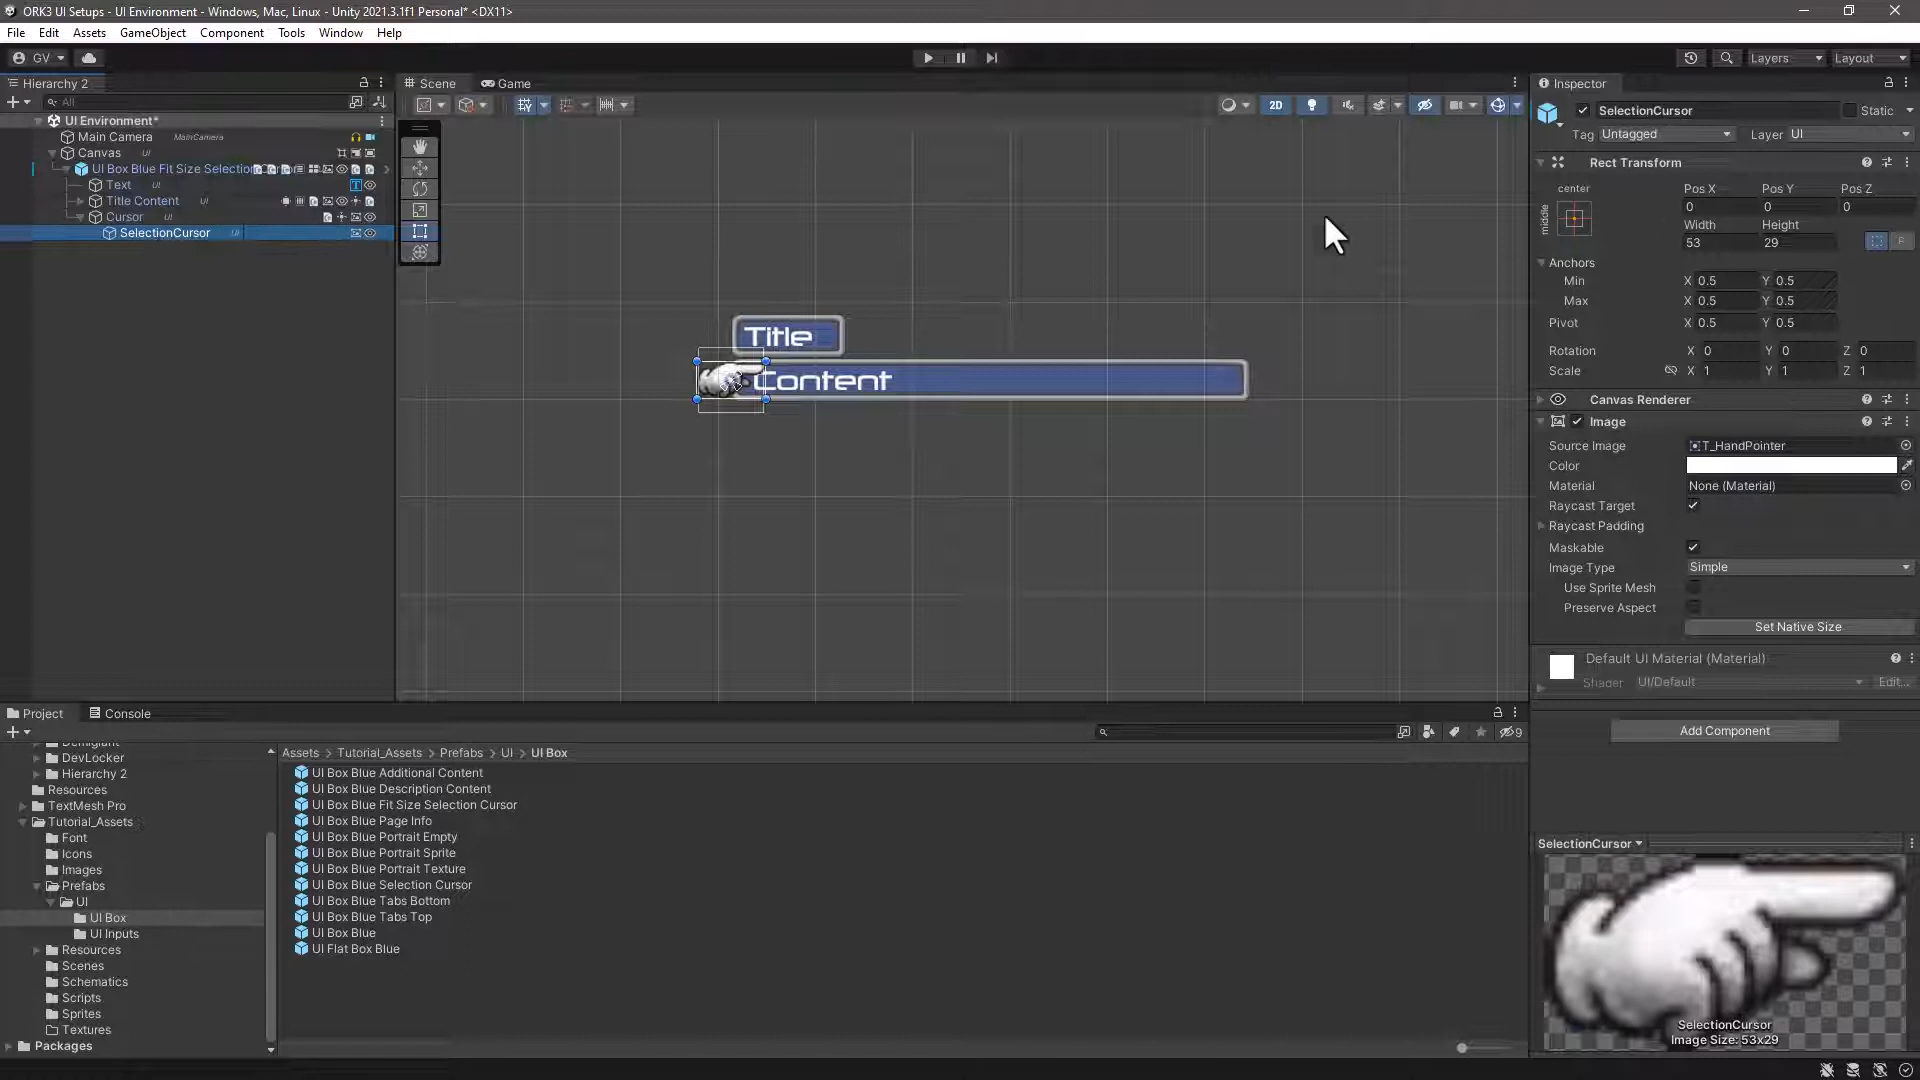 ORK3 UI Setups - UI Environment - Windows, Mac, Linux - Unity 2021.3.1f1 Personal* <DX11>
File Edit Assets GameObject Component Tools Window Help
GV Layers Layout
Hierarchy 2
All
UI Environment*
Main Camera MainCamera
Canvas UI
UI Box Blue Fit Size Selection
Text UI
Title Content UI
Cursor UI
SelectionCursor UI
Scene Game
2D
Title
Content
Inspector
SelectionCursor Static
Tag Untagged Layer UI
Rect Transform
center
middle
Pos X Pos Y Pos Z
0 0 0
Width Height
53 29
R
Anchors
Min X 0.5 Y 0.5
Max X 0.5 Y 0.5
Pivot X 0.5 Y 0.5
Rotation X 0 Y 0 Z 0
Scale X 1 Y 1 Z 1
Canvas Renderer
Image
Source Image T_HandPointer
Color
Material None (Material)
Raycast Target
Raycast Padding
Maskable
Image Type Simple
Use Sprite Mesh
Preserve Aspect
Set Native Size
Default UI Material (Material)
Shader UI/Default Edit...
Add Component
SelectionCursor
SelectionCursor
Image Size: 53x29
Project Console
9
Demigiant
DevLocker
Hierarchy 2
Resources
TextMesh Pro
Tutorial_Assets
Font
Icons
Images
Prefabs
UI
UI Box
UI Inputs
Resources
Scenes
Schematics
Scripts
Sprites
Textures
Packages
Assets > Tutorial_Assets > Prefabs > UI > UI Box
UI Box Blue Additional Content
UI Box Blue Description Content
UI Box Blue Fit Size Selection Cursor
UI Box Blue Page Info
UI Box Blue Portrait Empty
UI Box Blue Portrait Sprite
UI Box Blue Portrait Texture
UI Box Blue Selection Cursor
UI Box Blue Tabs Bottom
UI Box Blue Tabs Top
UI Box Blue
UI Flat Box Blue